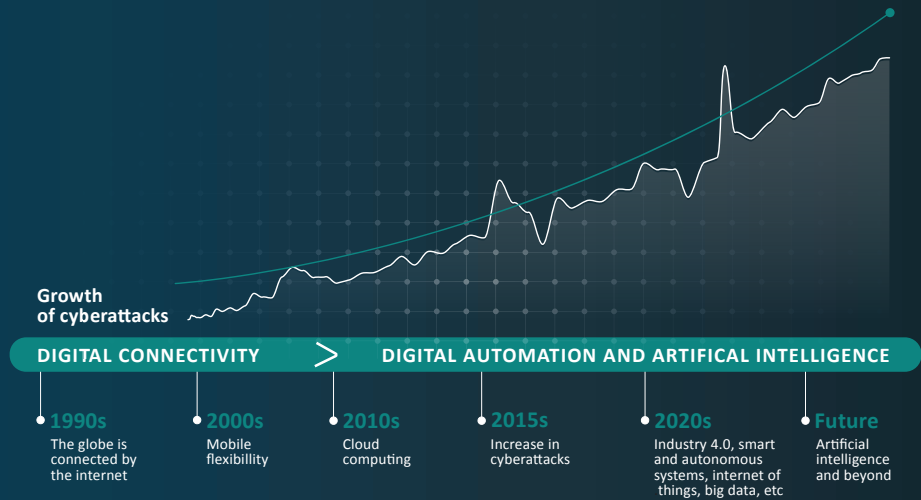 Growth
of cyberattacks
DIGITAL CONNECTIVITY > DIGITAL AUTOMATION AND ARTIFICAL INTELLIGENCE
1990s
The globe is
connected by
the internet
2000s
Mobile
flexibillity
2010s
Cloud
computing
2015s
Increase in
cyberattacks
2020s
Industry 4.0, smart
and autonomous
systems, internet of
things, big data, etc
Future
Artificial
intelligence
and beyond